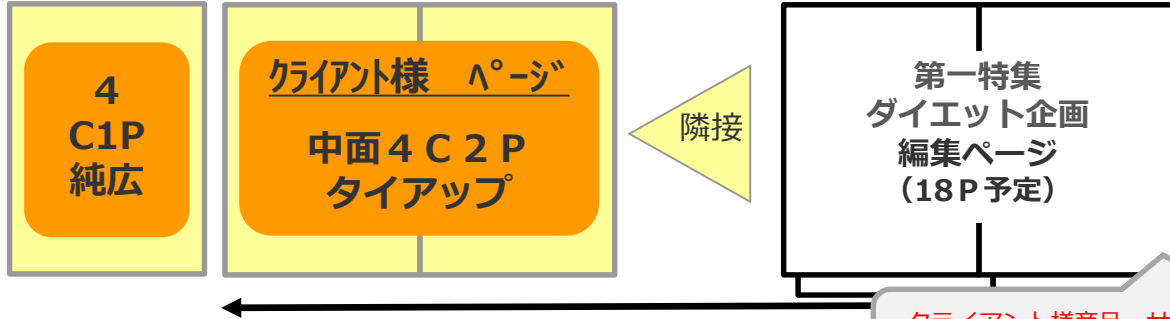 4
C1P
純広
ｸﾗｲｱﾝﾄ様　ﾍﾟｰｼﾞ
中面４Ｃ２Ｐ
タイアップ
隣接
第一特集
ダイエット企画
編集ページ
（18Ｐ予定）